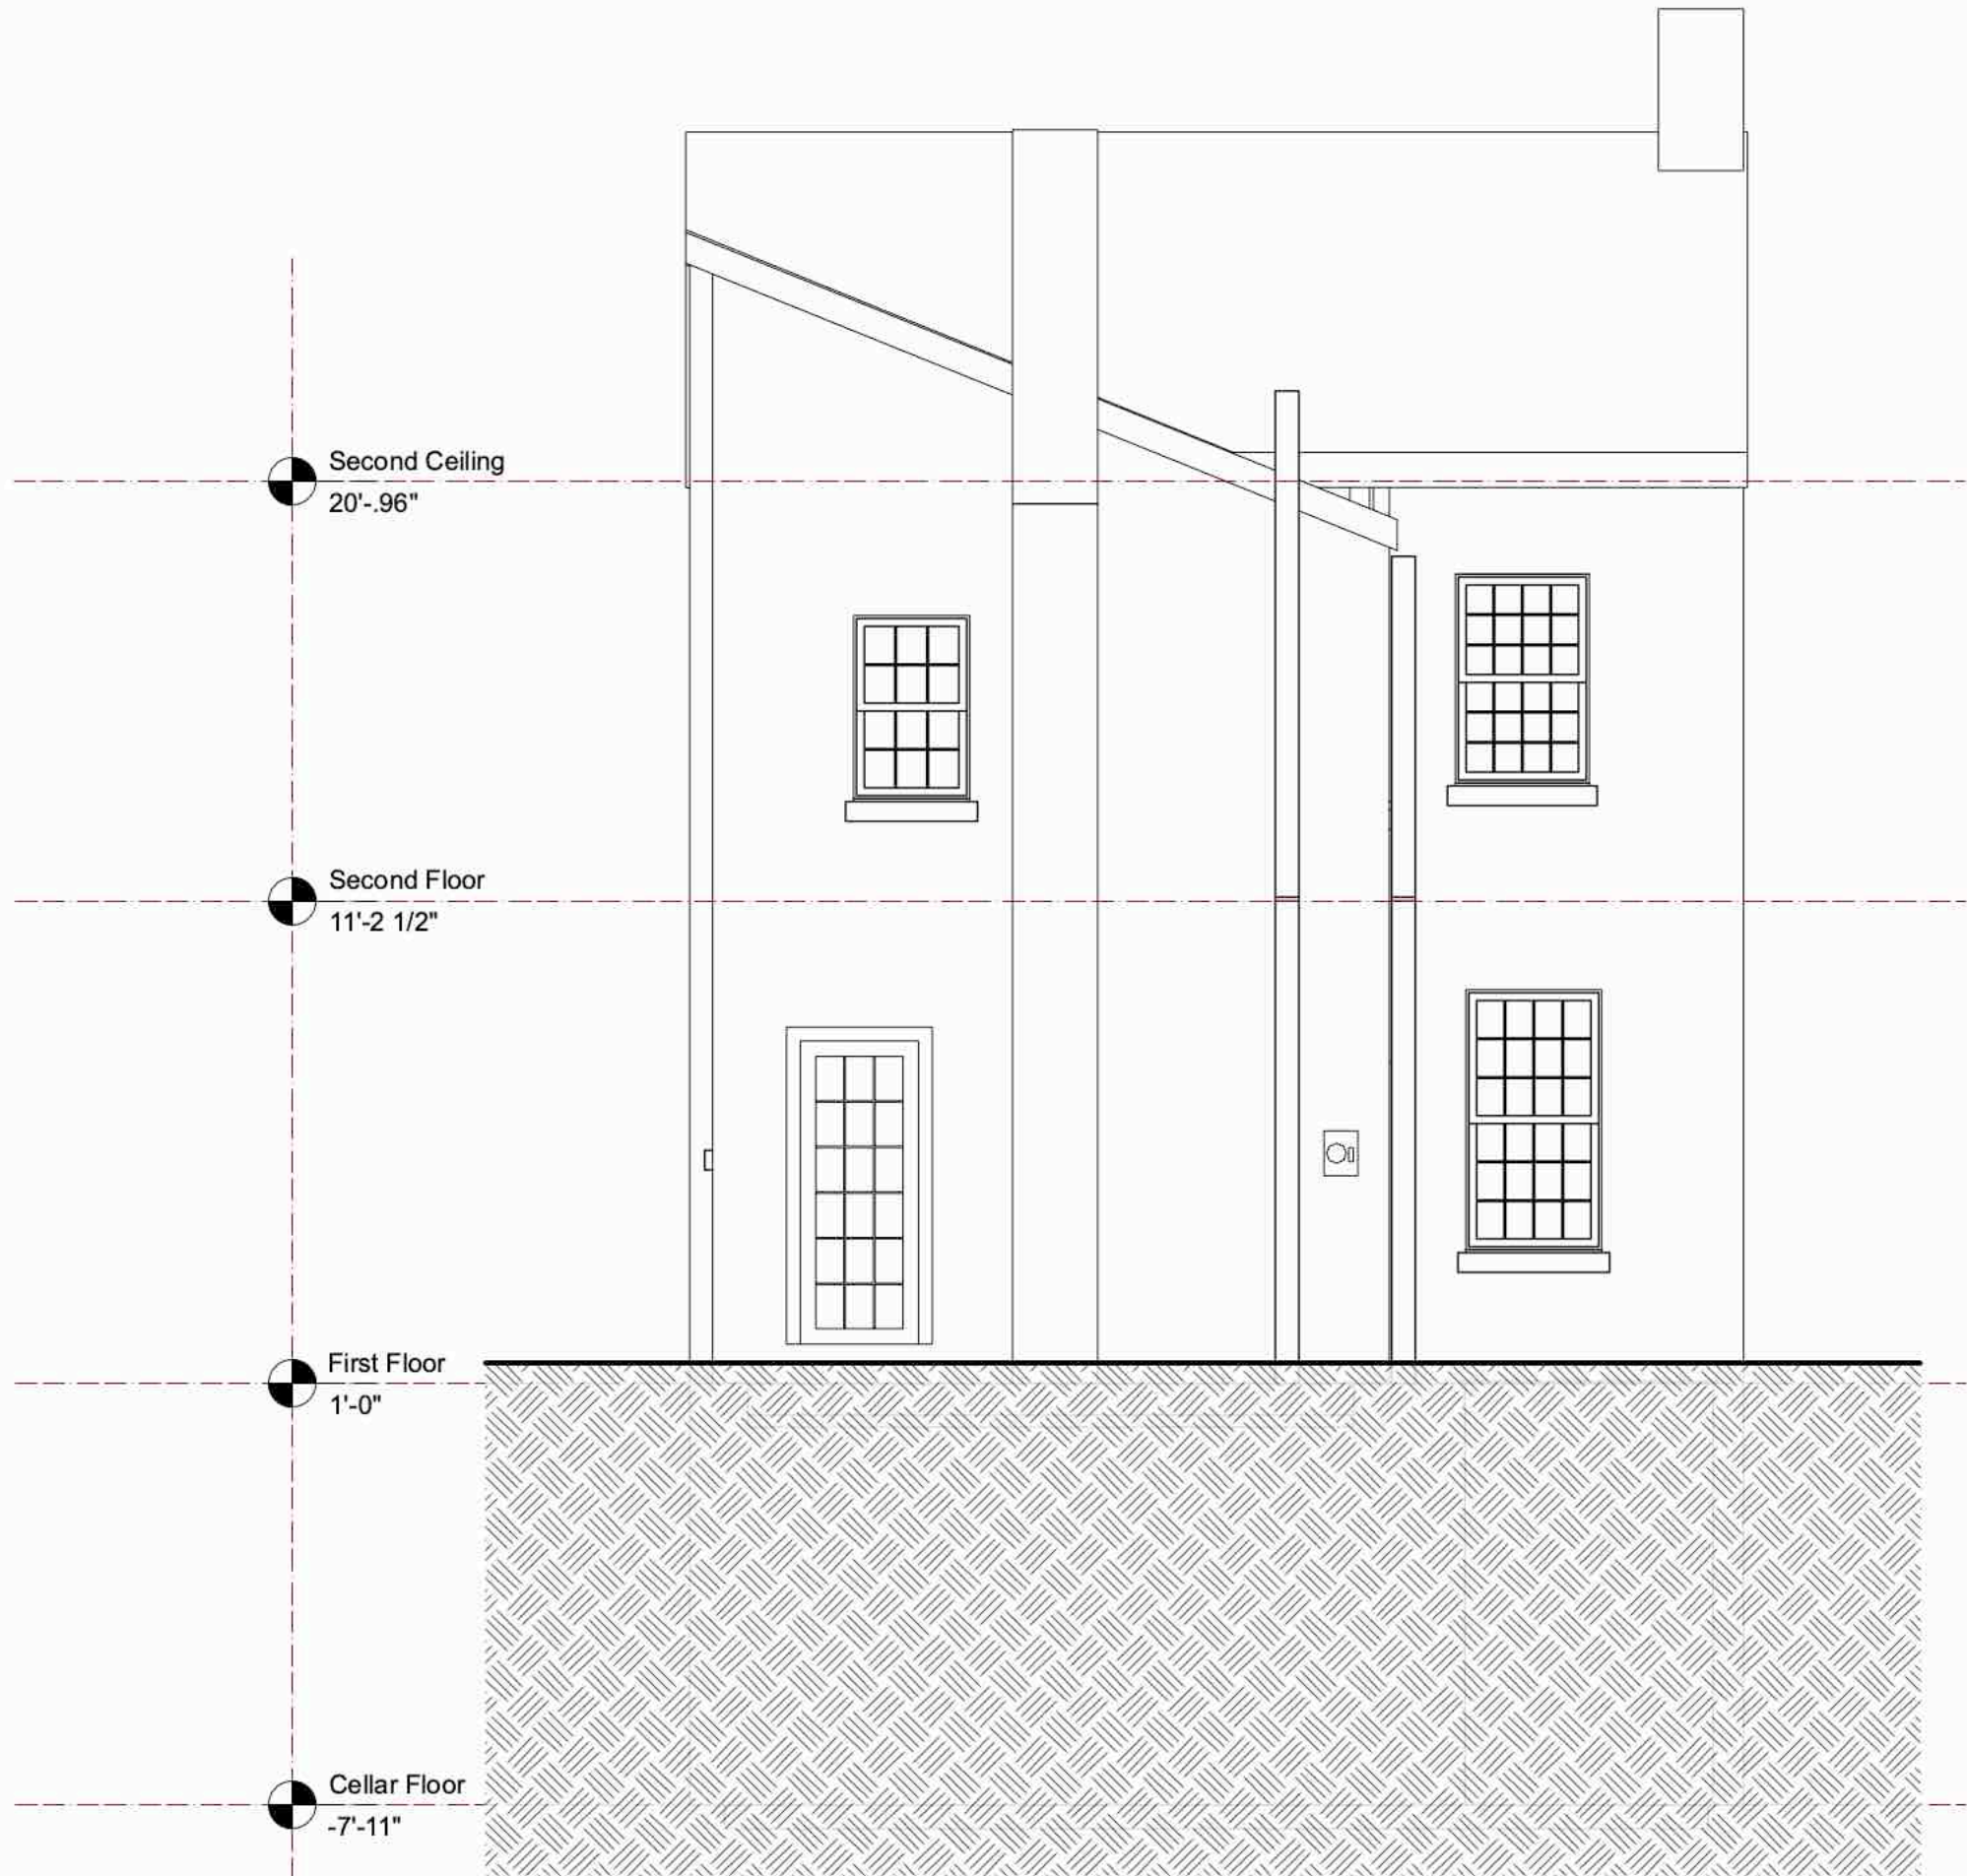 Second Ceiling
20'-.96"
Second Floor
11'-2 1/2"
First Floor
1'-0"
Cellar Floor
-7'-11"